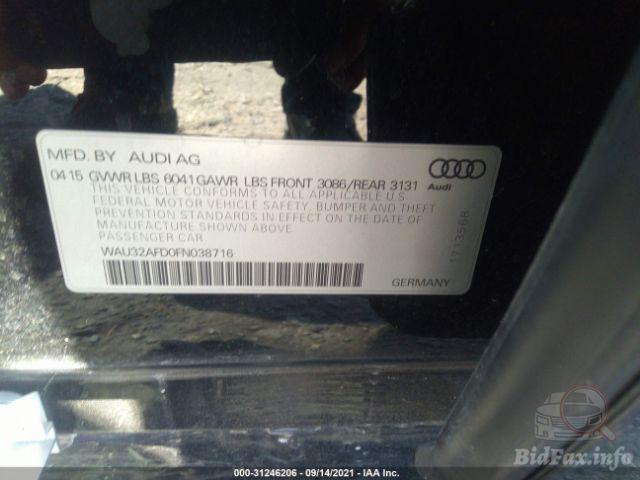 MFD. BY AUDI AG
04 15 GVWR LBS 6041 GAWR LBS FRONT 3086/REAR 3131
THIS VEHICLE CONFORMS TO ALL APPLICABLE U.S.
FEDERAL MOTOR VEHICLE SAFETY, BUMPER AND THEFT
PREVENTION STANDARDS IN EFFECT ON THE DATE OF
MANUFACTURE SHOWN ABOVE
PASSENGER CAR
WAU32AFD0FN038716
Audi
1713568
GERMANY
000-31246206 - 09/14/2021 - IAA Inc.
BidFax.info